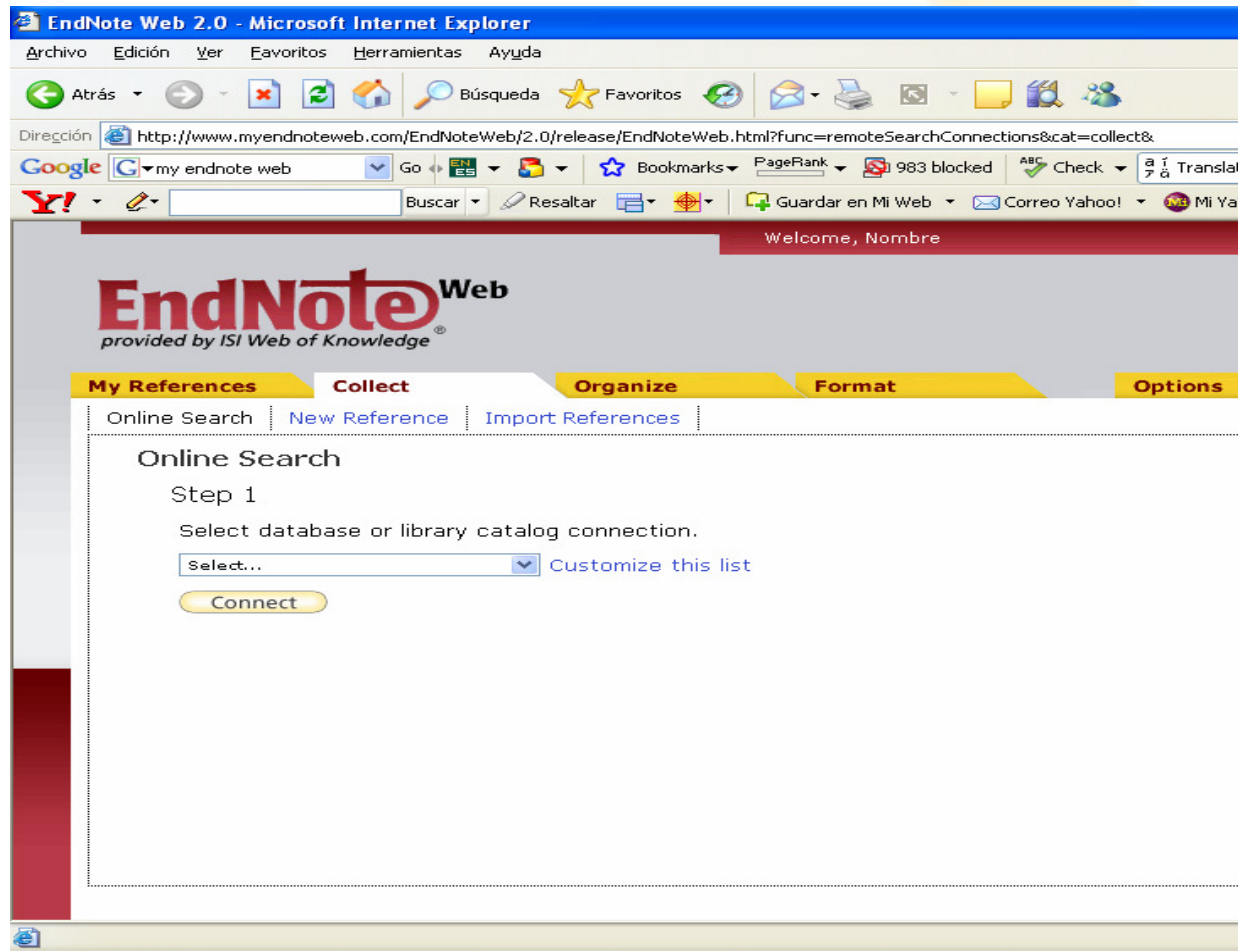 EndNote Web 2.0 - Microsoft Internet Explorer
Archivo Edición Ver Favoritos Herramientas Ayuda
Atrás Búsqueda Favoritos
Dirección http://www.myendnoteweb.com/EndNoteWeb/2.0/release/EndNoteWeb.html?func=remoteSearchConnections&cat=collect&
Google G my endnote web Go EN ES Bookmarks PageRank 983 blocked ABC Check Transla
Y! Buscar Resaltar Guardar en Mi Web Correo Yahoo! Mi Ya
Welcome, Nombre
EndNote Web
provided by ISI Web of Knowledge ®
My References Collect Organize Format Options
Online Search New Reference Import References
Online Search
Step 1
Select database or library catalog connection.
Select... Customize this list
Connect